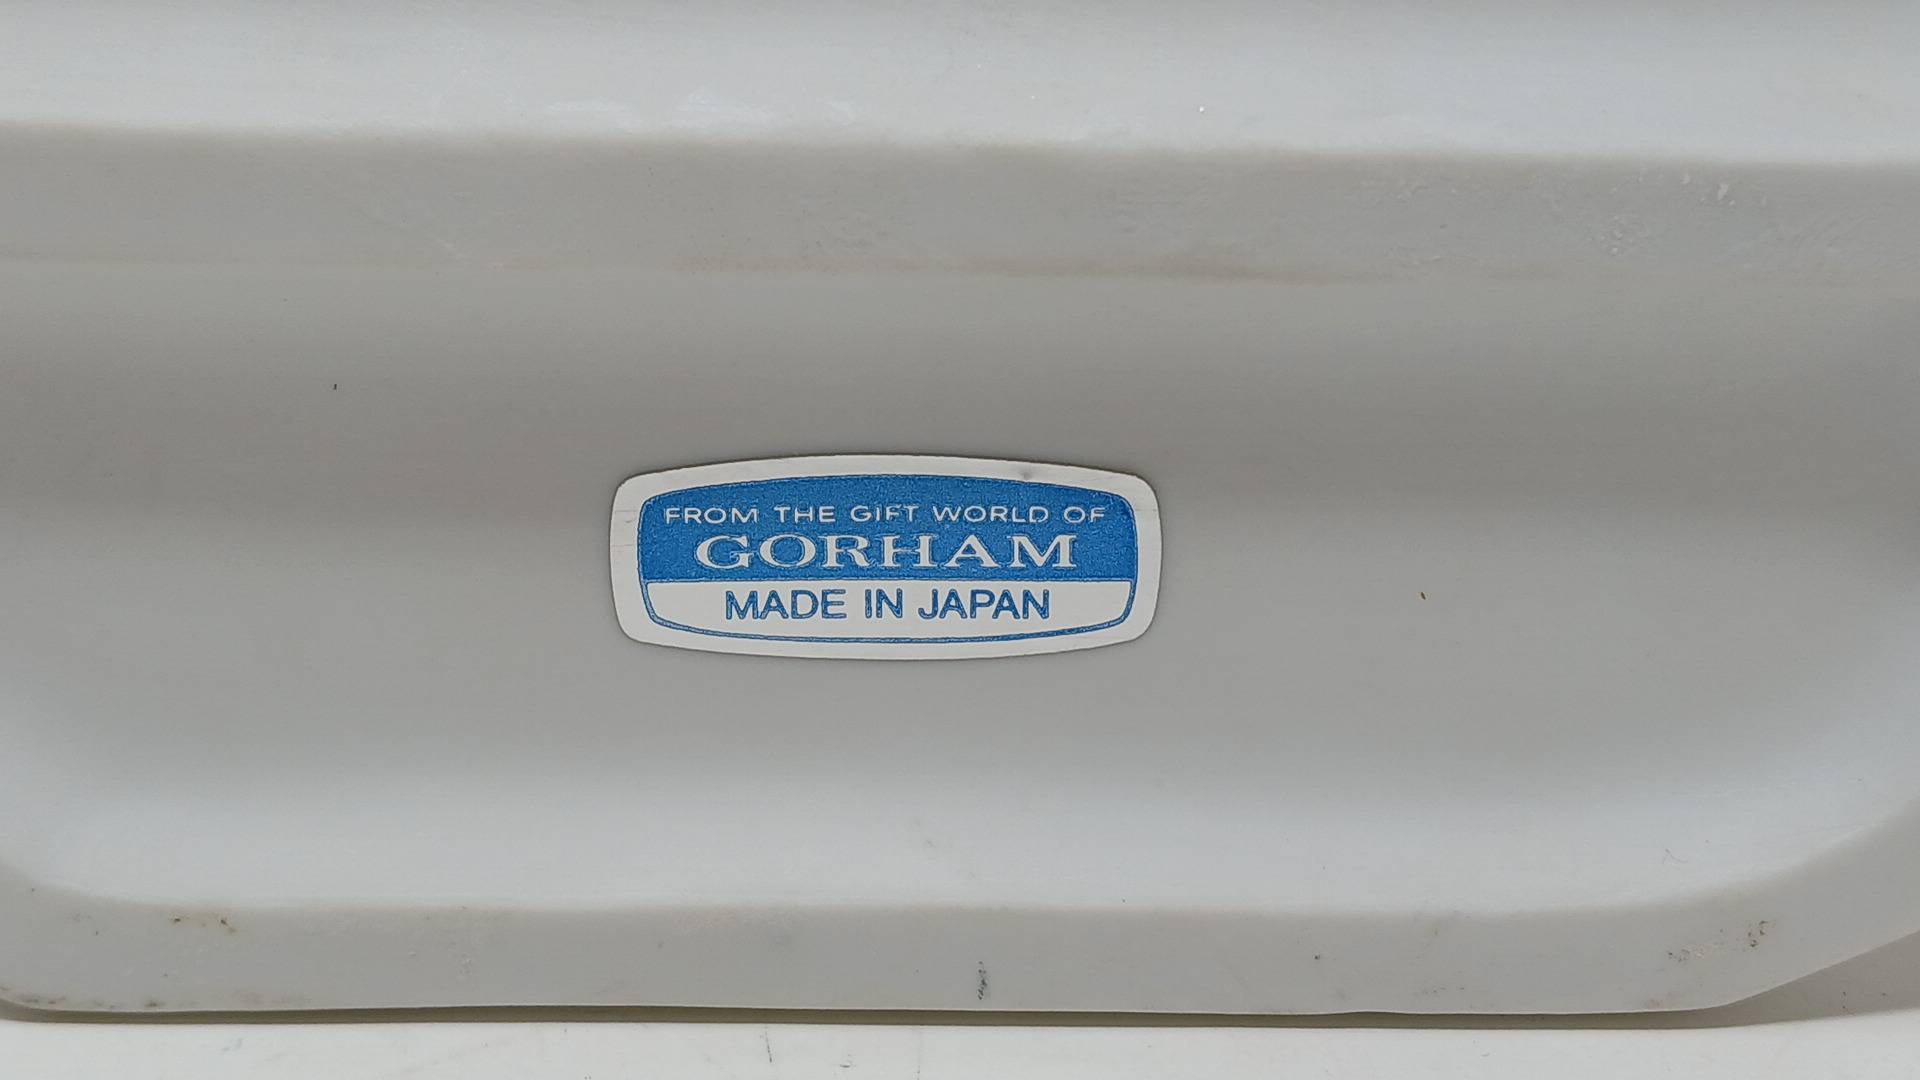 FROM THE GIFT WORLD OF
GORHAM
MADE IN JAPAN